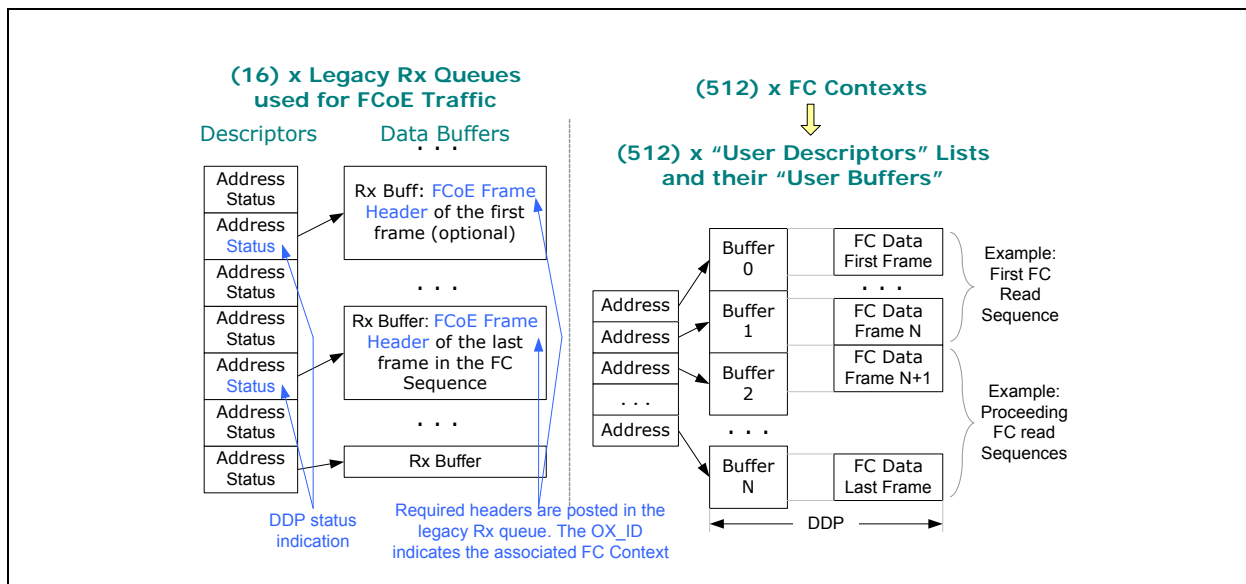 (16) x Legacy Rx Queues
used for FCoE Traffic
Descriptors
Data Buffers
. . .
Address
Status
Address
Status
Address
Status
Address
Status
Address
Status
Address
Status
Address
Status
Rx Buff: FCoE Frame
Header of the first
frame (optional)
. . .
Rx Buffer: FCoE Frame
Header of the last
frame in the FC
Sequence
. . .
Rx Buffer
DDP status
indication
Required headers are posted in the
legacy Rx queue. The OX_ID
indicates the associated FC Context
(512) x FC Contexts
(512) x “User Descriptors” Lists
and their “User Buffers”
Address
Address
Address
. . .
Address
Buffer
0
Buffer
1
Buffer
2
. . .
Buffer
N
FC Data
First Frame
. . .
FC Data
Frame N
FC Data
Frame N+1
FC Data
Last Frame
Example:
First FC
Read
Sequence
Example:
Proceeding
FC read
Sequences
DDP